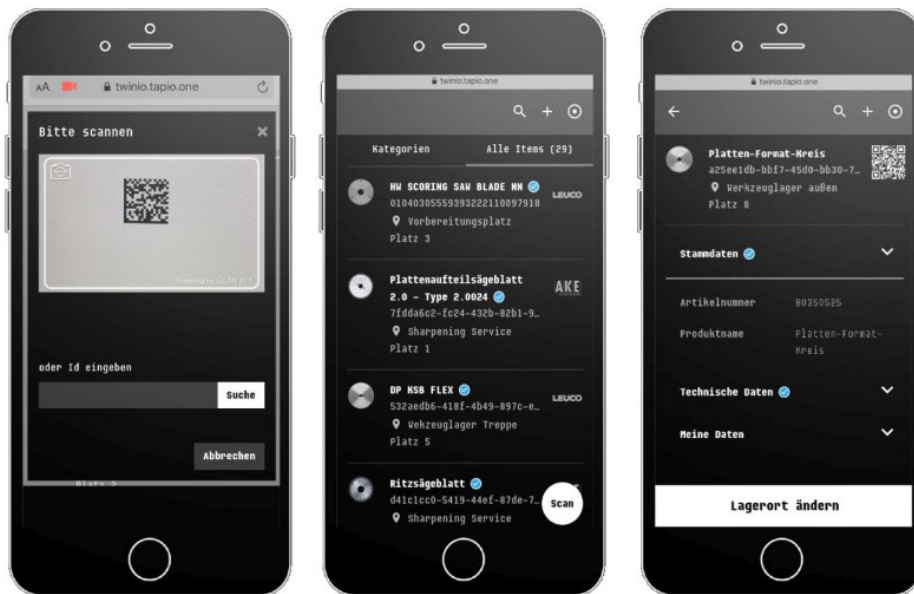 AA
twinio.tapio.one
Bitte scannen
oder Id eingeben
Suche
Abbrechen
twinio.tapio.one
Kategorien
Alle Items (29)
HW SCORING SAW BLADE NN
LEUCO
0104030555939322211009791 8
Vorbereitungsplatz
Platz 3
Plattenaufteilsägeblatt
2.0 - Type 2.0024
AKE
7fdda6c2-fc24-432b-82b1-9…
Sharpening Service
Platz 1
DP KSB FLEX
LEUCO
532aedb6-418f-4b49-897c-e…
Wekzeuglager Treppe
Platz 5
Ritzsägeblatt
d41c1cc0-5419-44ef-87de-7…
Scan
Sharpening Service
twinio.tapio.one
Platten-Format-Kreis
a25ee1db-bbf7-45d0-bb30-7…
Werkzeuglager außen
Platz 8
Stammdaten
Artikelnummer
80350525
Produktname
Platten-Format-
Kreis
Technische Daten
Meine Daten
Lagerort ändern